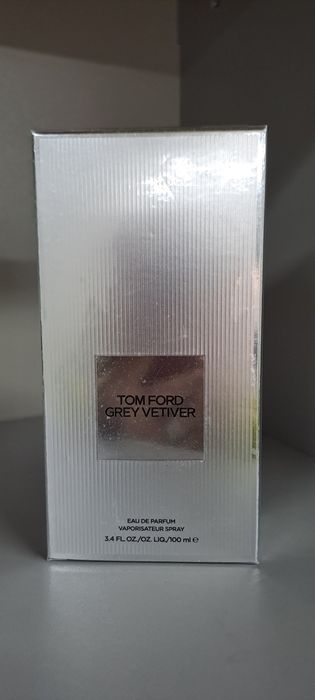 TOM FORD
GREY VETIVER
EAU DE PARFUM
VAPORISATEUR SPRAY
3.4 FL. OZ./OZ. LIQ./100 ml ℮